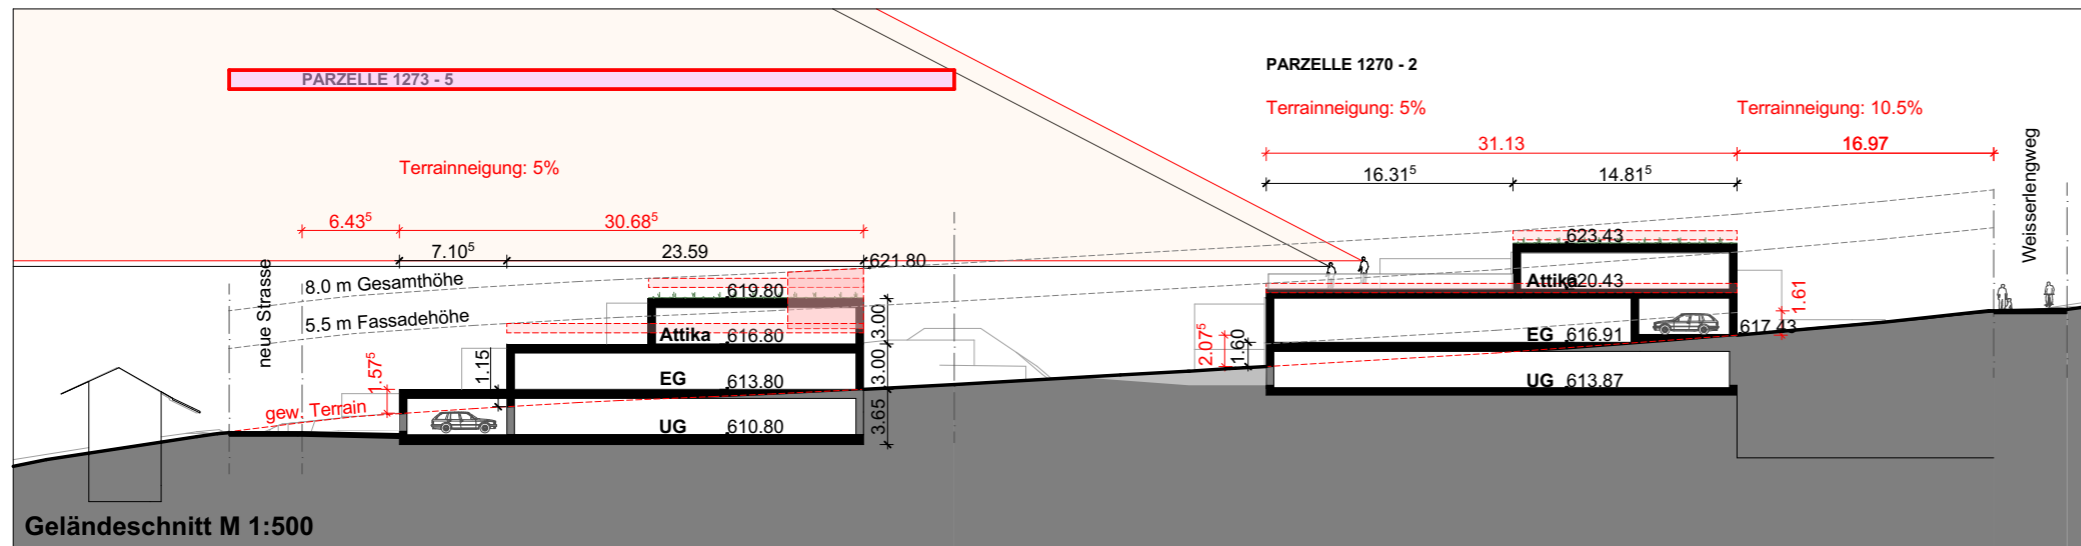 PARZELLE 1273 - 5
PARZELLE 1270 - 2
Terrainneigung: 5%
Terrainneigung: 10.5%
31.13
16.97
Terrainneigung: 5%
16.31⁵
14.81⁵
Weisserlengweg
6.43⁵
30.68⁵
7.10⁵
23.59
621.80
623.43
8.0 m Gesamthöhe
619.80
Attika 620.43
neue Strasse
5.5 m Fassadehöhe
3.00
1.61
Attika 616.80
EG 616.91
617.43
2.07⁵
1.60
1.57⁵
1.15
3.00
EG 613.80
UG 613.87
gew. Terrain
3.65
UG 610.80
Geländeschnitt M 1:500